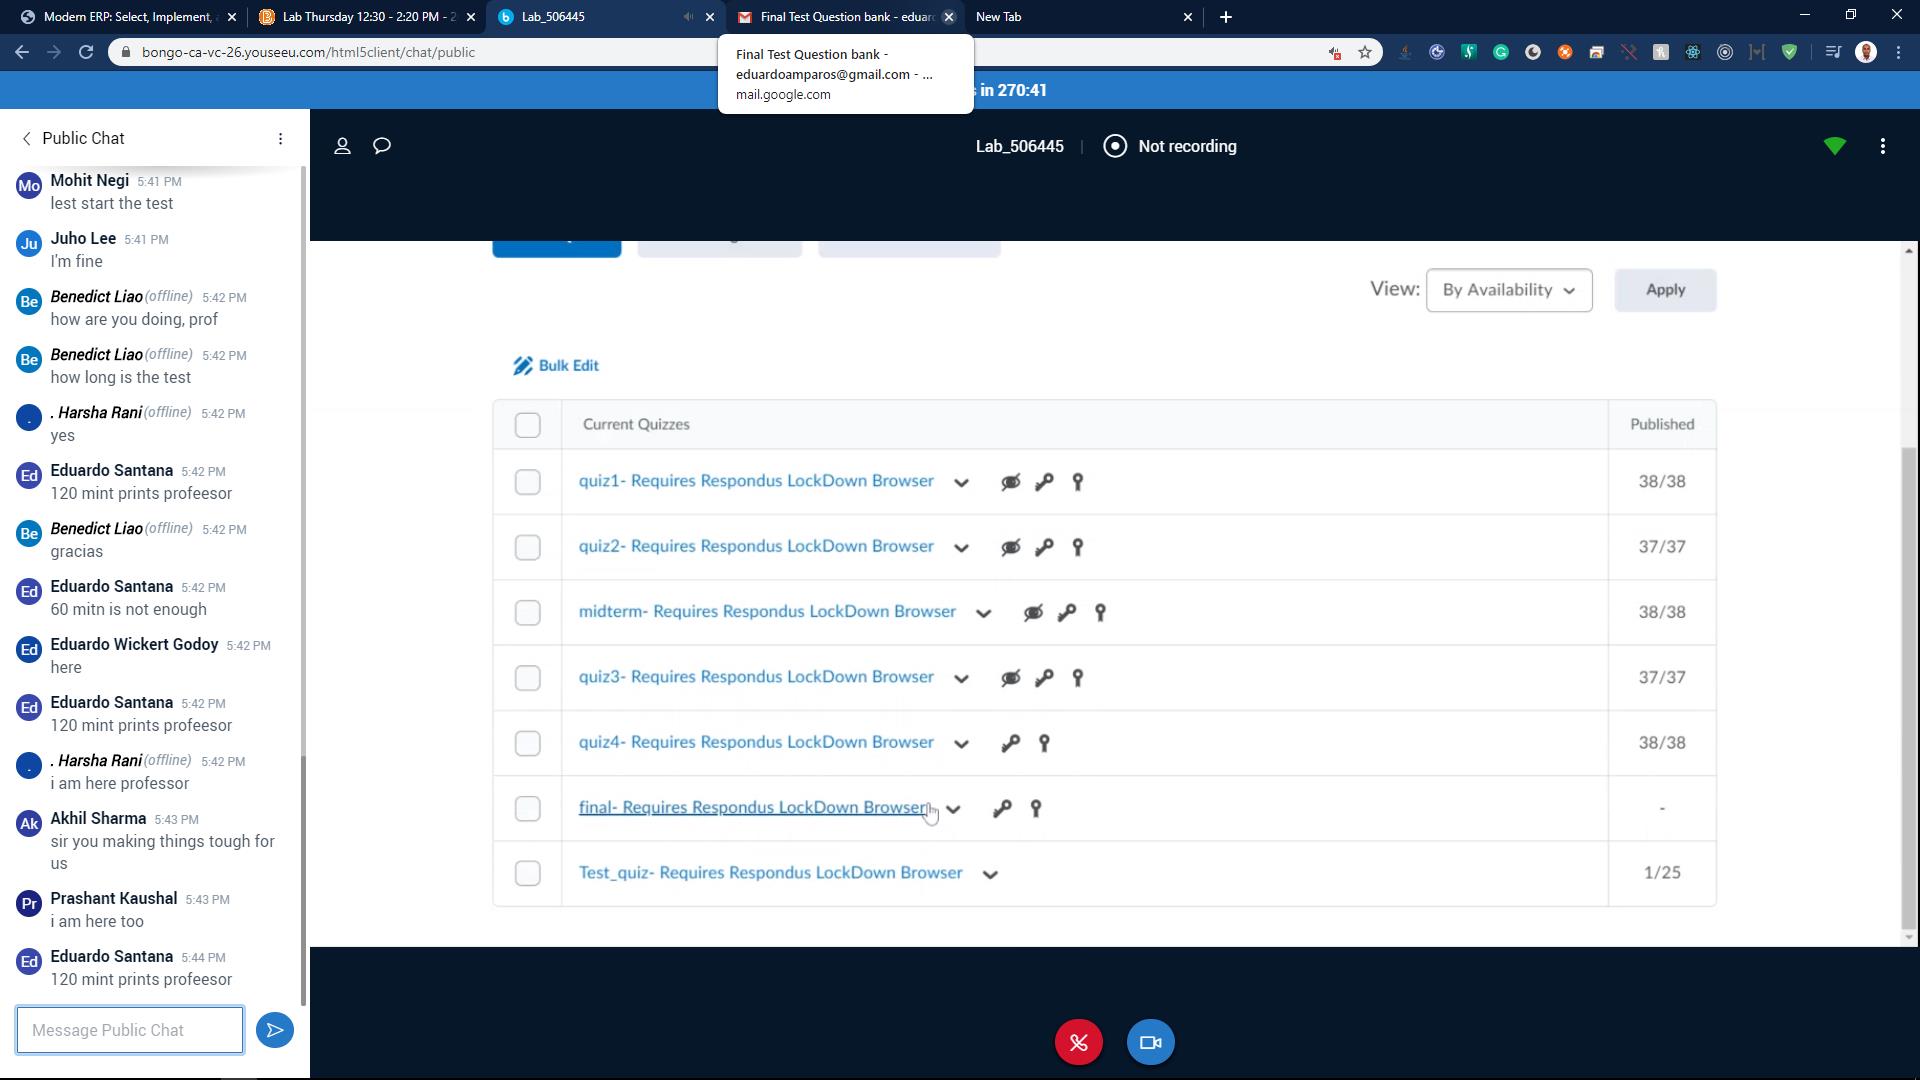 Modern ERP: Select, Implement,
Lab Thursday 12:30 - 2:20 PM - 2
Lab_506445
Final Test Question bank - eduar
New Tab
bongo-ca-vc-26.youseeu.com/html5client/chat/public
Final Test Question bank -
eduardoamparos@gmail.com - ...
mail.google.com
in 270:41
Public Chat
Lab_506445
Not recording
Mo Mohit Negi 5:41 PM
lest start the test
Ju Juho Lee 5:41 PM
I'm fine
Be Benedict Liao (offline) 5:42 PM
how are you doing, prof
Be Benedict Liao (offline) 5:42 PM
how long is the test
. . Harsha Rani (offline) 5:42 PM
yes
Ed Eduardo Santana 5:42 PM
120 mint prints profeesor
Be Benedict Liao (offline) 5:42 PM
gracias
Ed Eduardo Santana 5:42 PM
60 mitn is not enough
Ed Eduardo Wickert Godoy 5:42 PM
here
Ed Eduardo Santana 5:42 PM
120 mint prints profeesor
. . Harsha Rani (offline) 5:42 PM
i am here professor
Ak Akhil Sharma 5:43 PM
sir you making things tough for
us
Pr Prashant Kaushal 5:43 PM
i am here too
Ed Eduardo Santana 5:44 PM
120 mint prints profeesor
Message Public Chat
View: By Availability Apply
Bulk Edit
Current Quizzes Published
quiz1- Requires Respondus LockDown Browser 38/38
quiz2- Requires Respondus LockDown Browser 37/37
midterm- Requires Respondus LockDown Browser 38/38
quiz3- Requires Respondus LockDown Browser 37/37
quiz4- Requires Respondus LockDown Browser 38/38
final- Requires Respondus LockDown Browser -
Test_quiz- Requires Respondus LockDown Browser 1/25